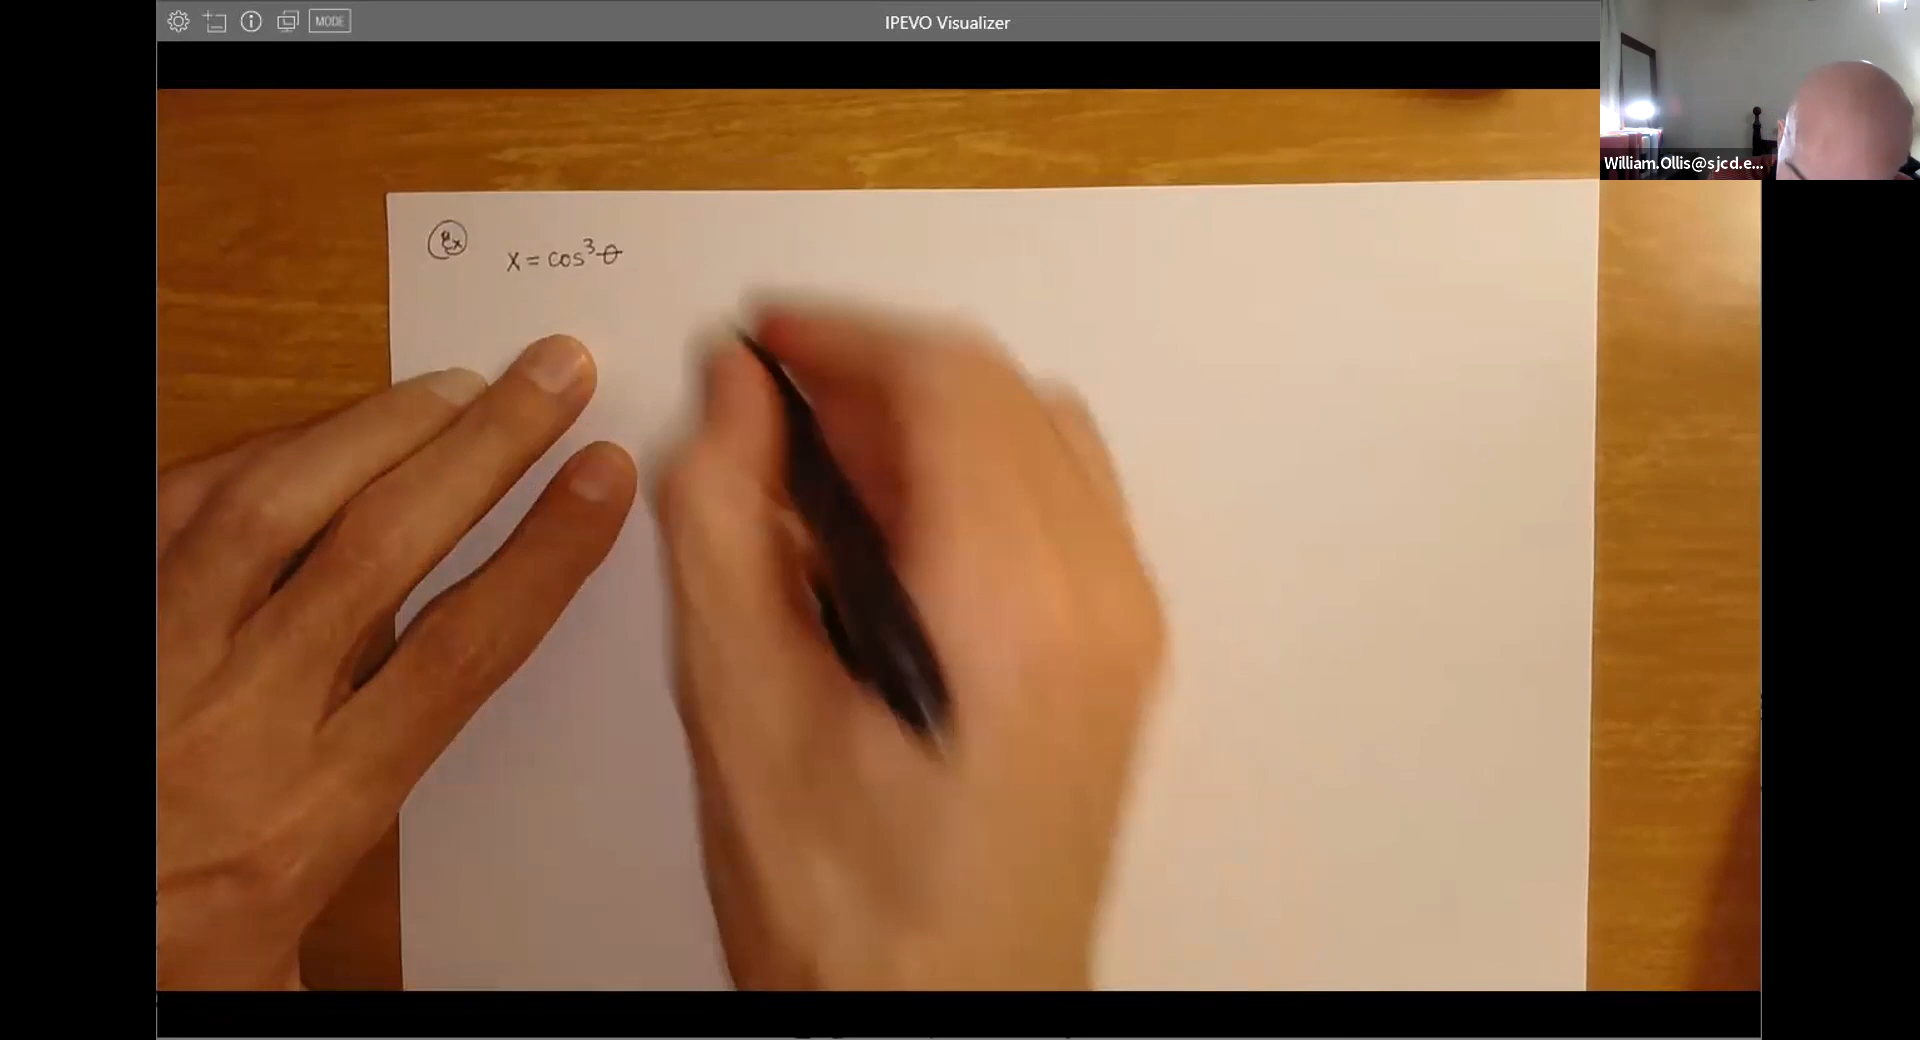 MODE
IPEVO Visualizer
William.Ollis@sjcd.e...
Ex
x = cos³θ